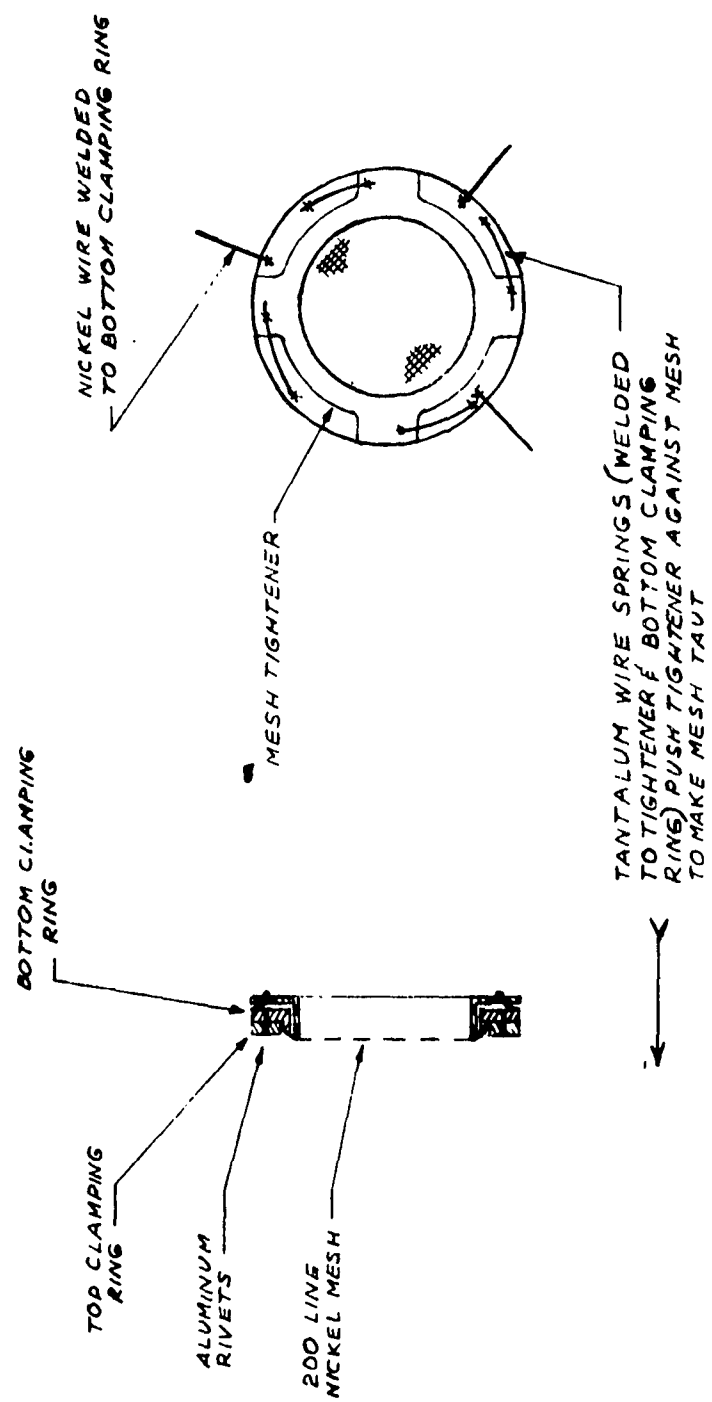 NICKEL WIRE WELDED
TO BOTTOM CLAMPING RING
MESH TIGHTENER
BOTTOM CLAMPING
RING
TOP CLAMPING
RING
ALUMINUM
RIVETS
200 LINE
NICKEL MESH
TANTALUM WIRE SPRINGS (WELDED
TO TIGHTENER & BOTTOM CLAMPING
RING) PUSH TIGHTENER AGAINST MESH
TO MAKE MESH TAUT